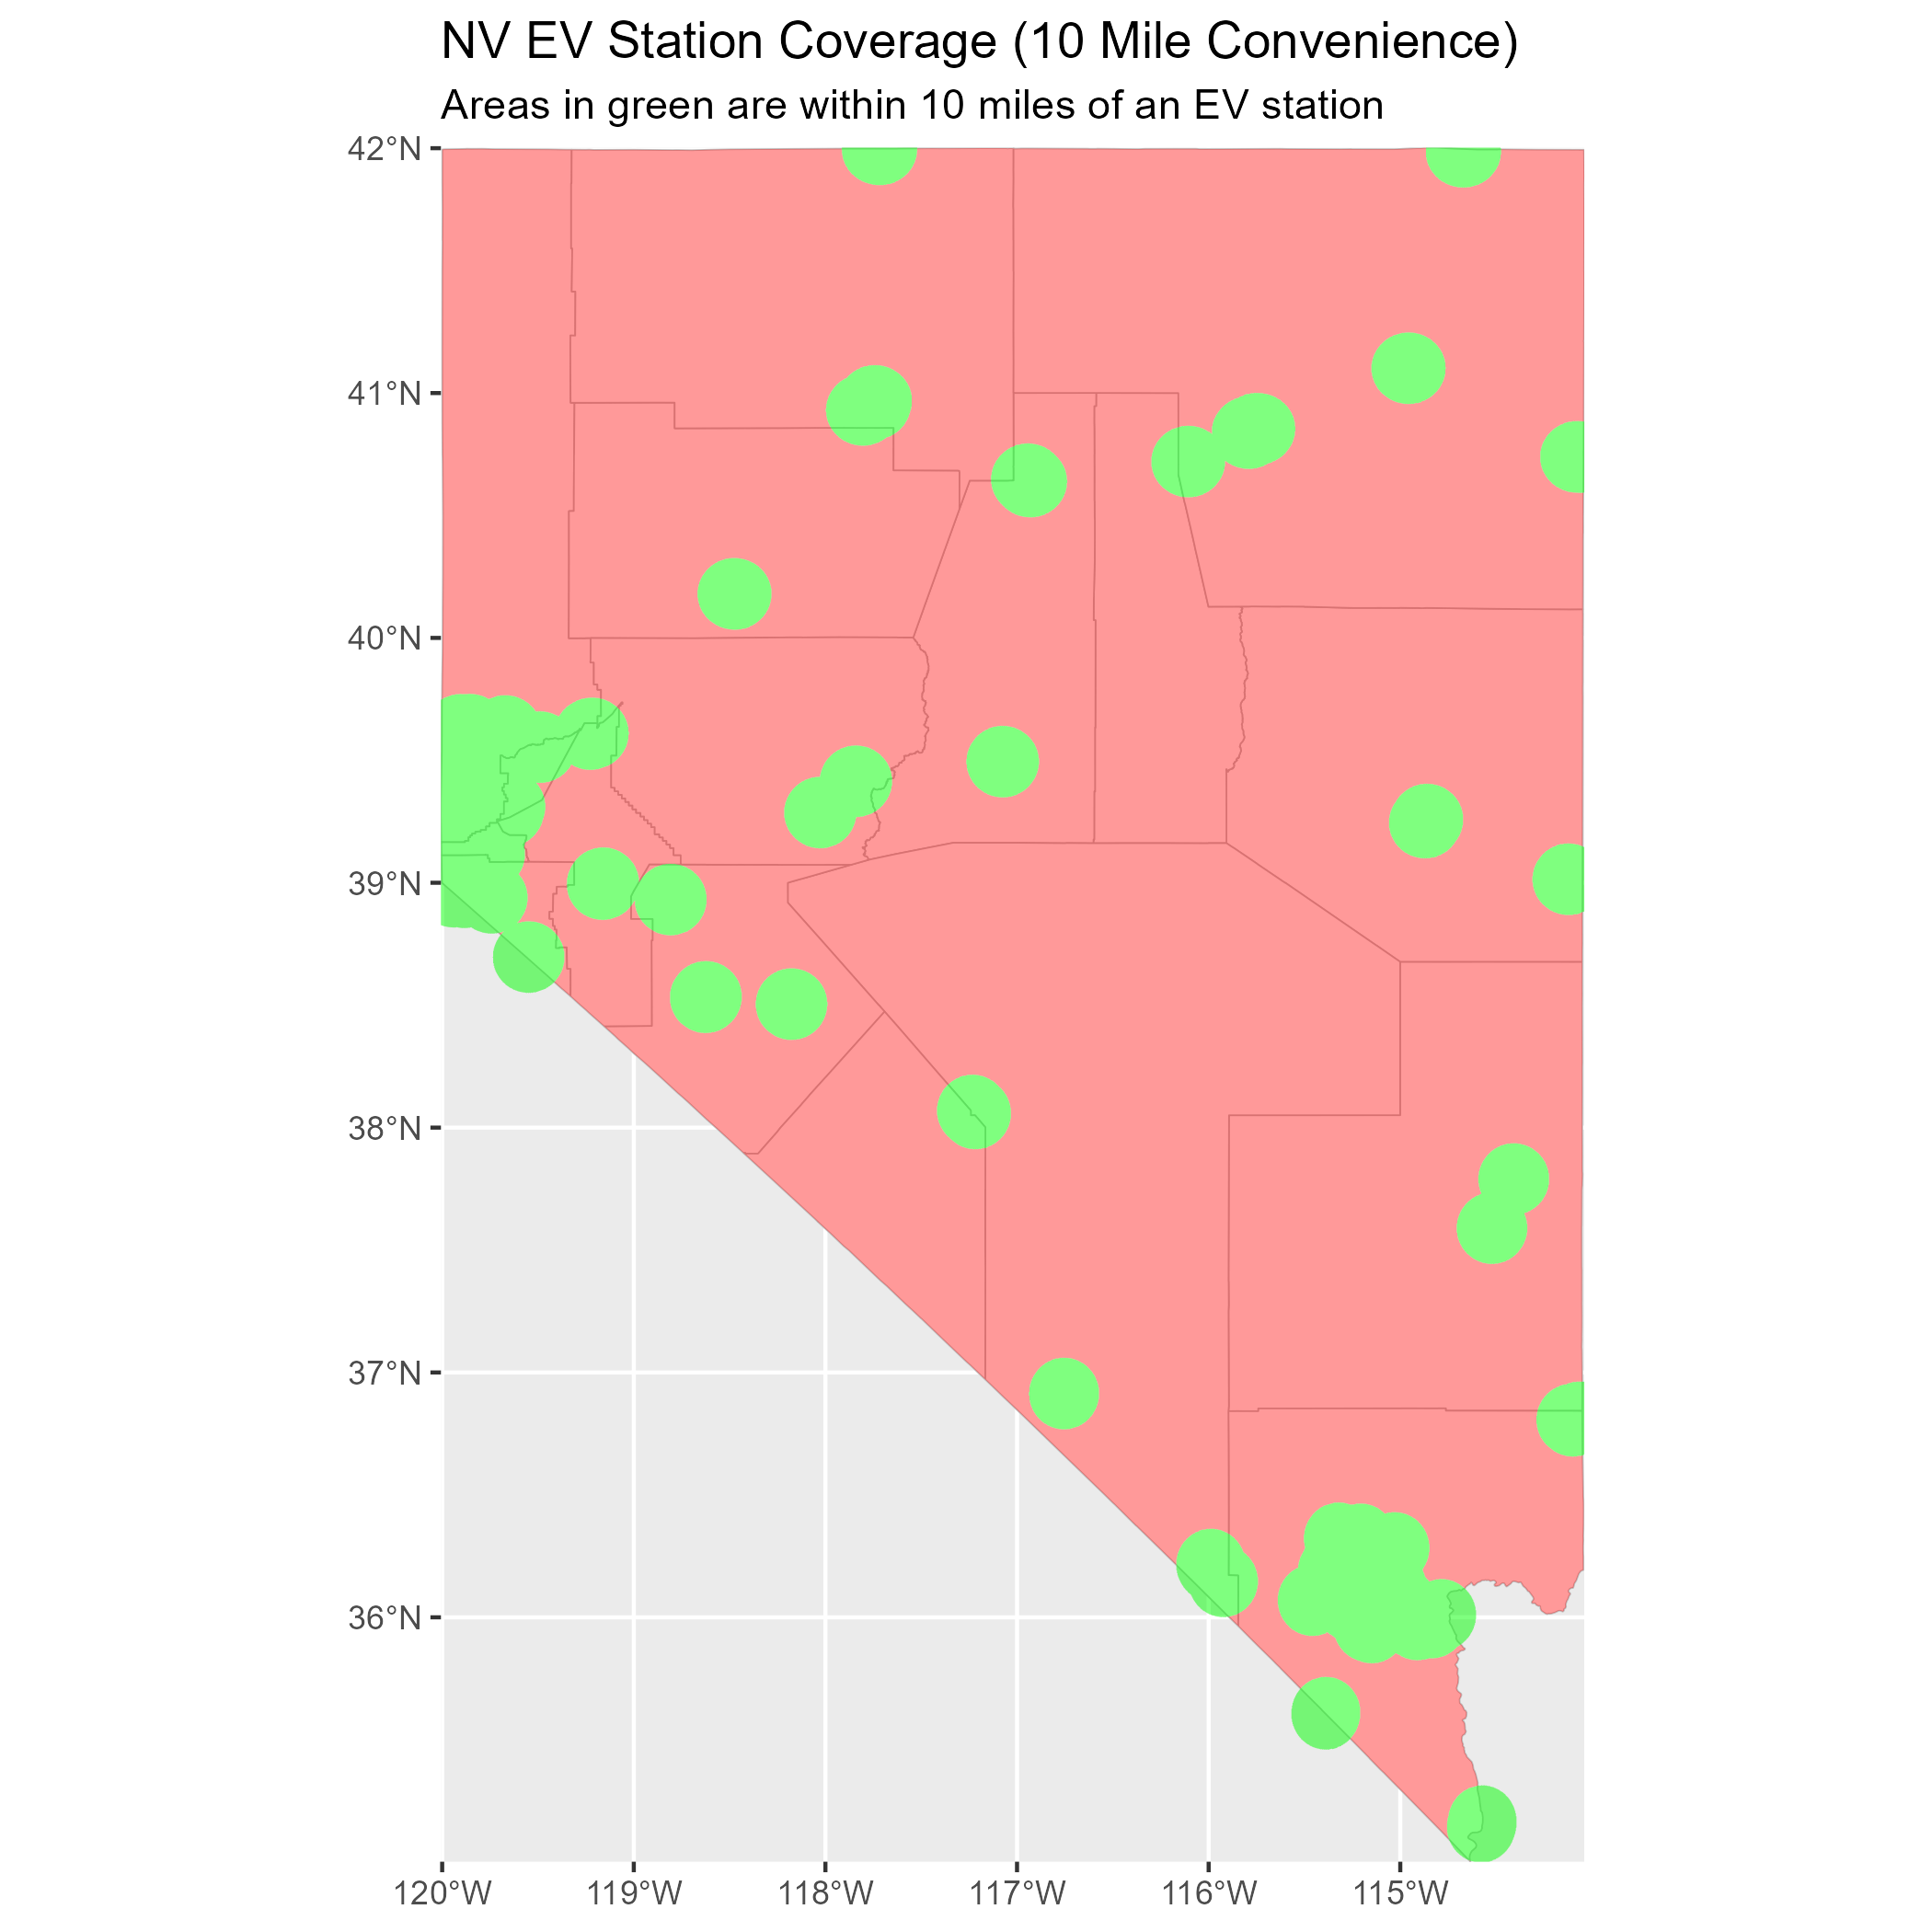 NV EV Station Coverage (10 Mile Convenience)
Areas in green are within 10 miles of an EV station
42°N
41°N
40°N
39°N
38°N
37°N
36°N
120°W 119°W 118°W 117°W 116°W 115°W